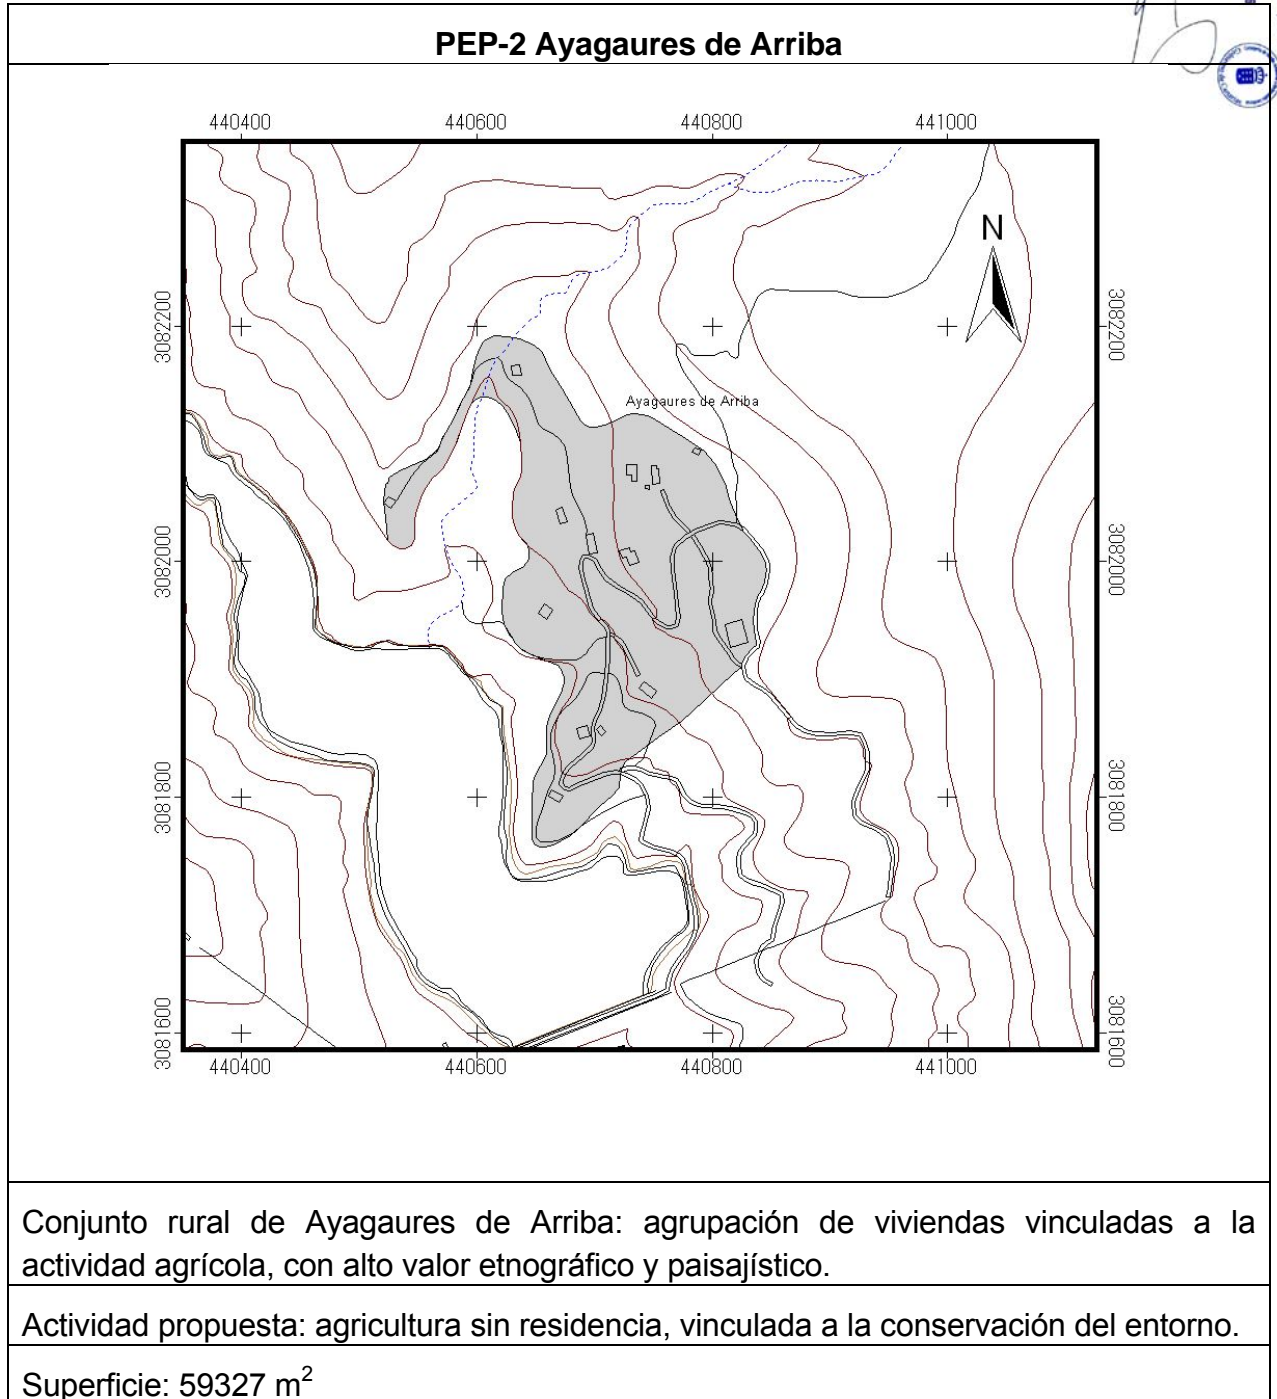 PEP-2 Ayagaures de Arriba
440400 440600 440800 441000
N
3082200 3082200
Ayagaures de Arriba
3082000 3082000
3081800 3081800
3081600 3081600
440400 440600 440800 441000
Conjunto rural de Ayagaures de Arriba: agrupación de viviendas vinculadas a la
actividad agrícola, con alto valor etnográfico y paisajístico.
Actividad propuesta: agricultura sin residencia, vinculada a la conservación del entorno.
Superficie: 59327 m²